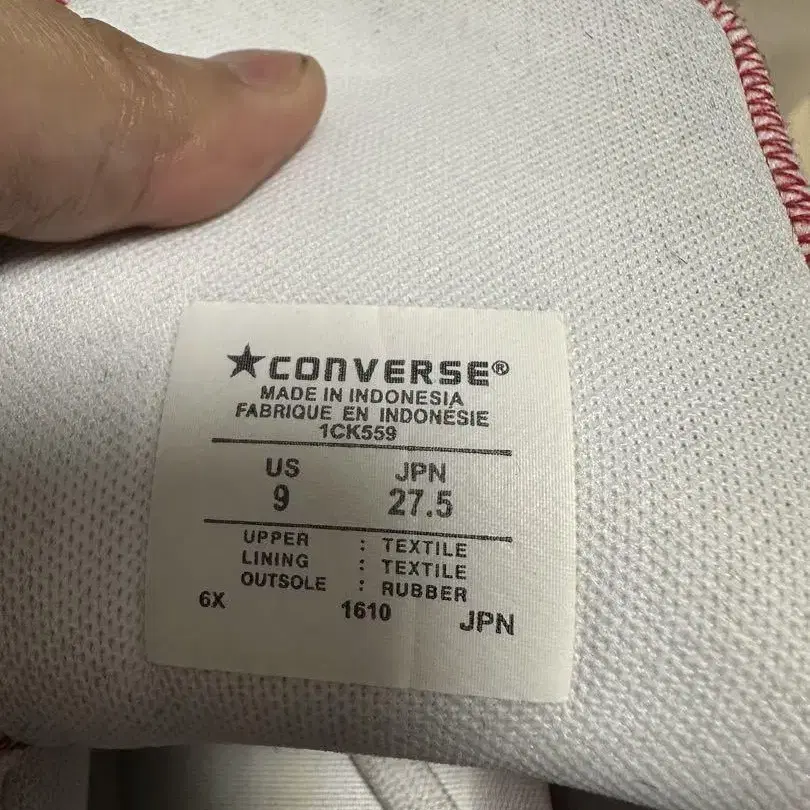 ★CONVERSE®
MADE IN INDONESIA
FABRIQUE EN INDONÉSIE
1CK559
US JPN
9 27.5
UPPER : TEXTILE
LINING : TEXTILE
OUTSOLE : RUBBER
6X 1610 JPN